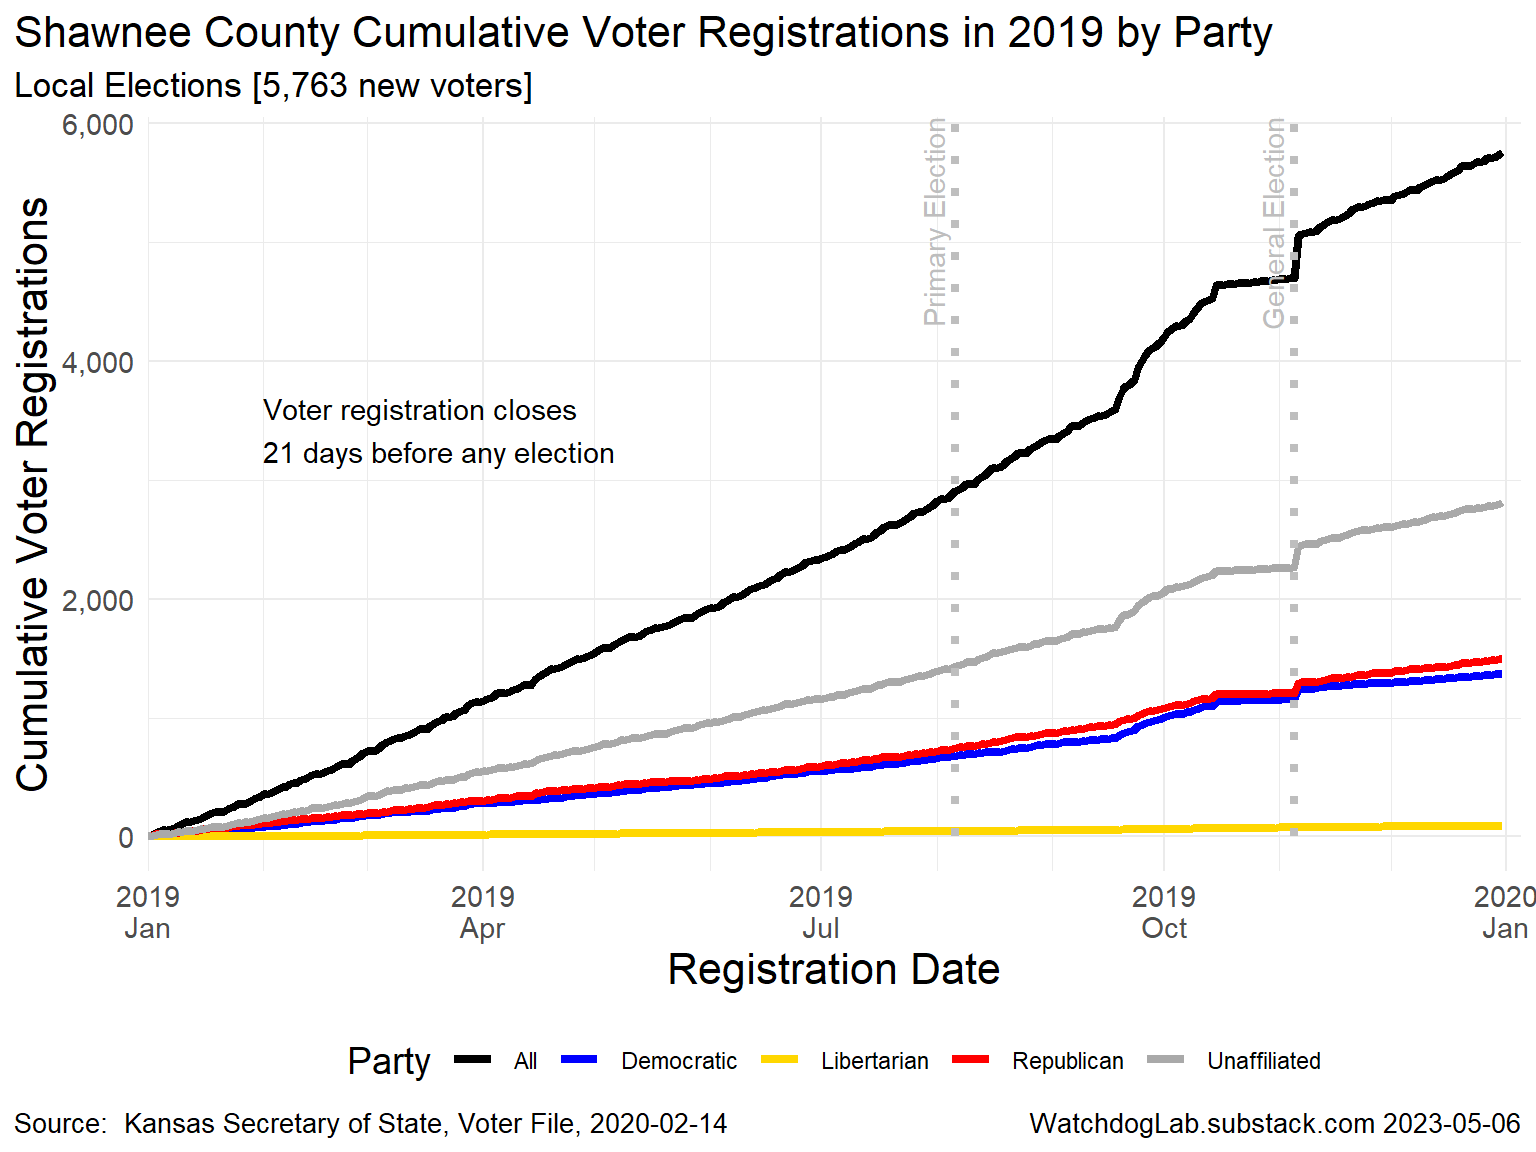 Shawnee County Cumulative Voter Registrations in 2019 by Party
Local Elections [5,763 new voters]
Cumulative Voter Registrations
6,000
4,000
2,000
0
Primary Election
General Election
Voter registration closes
21 days before any election
2019
Jan
2019
Apr
2019
Jul
2019
Oct
2020
Jan
Registration Date
Party All Democratic Libertarian Republican Unaffiliated
Source:  Kansas Secretary of State, Voter File, 2020-02-14
WatchdogLab.substack.com 2023-05-06